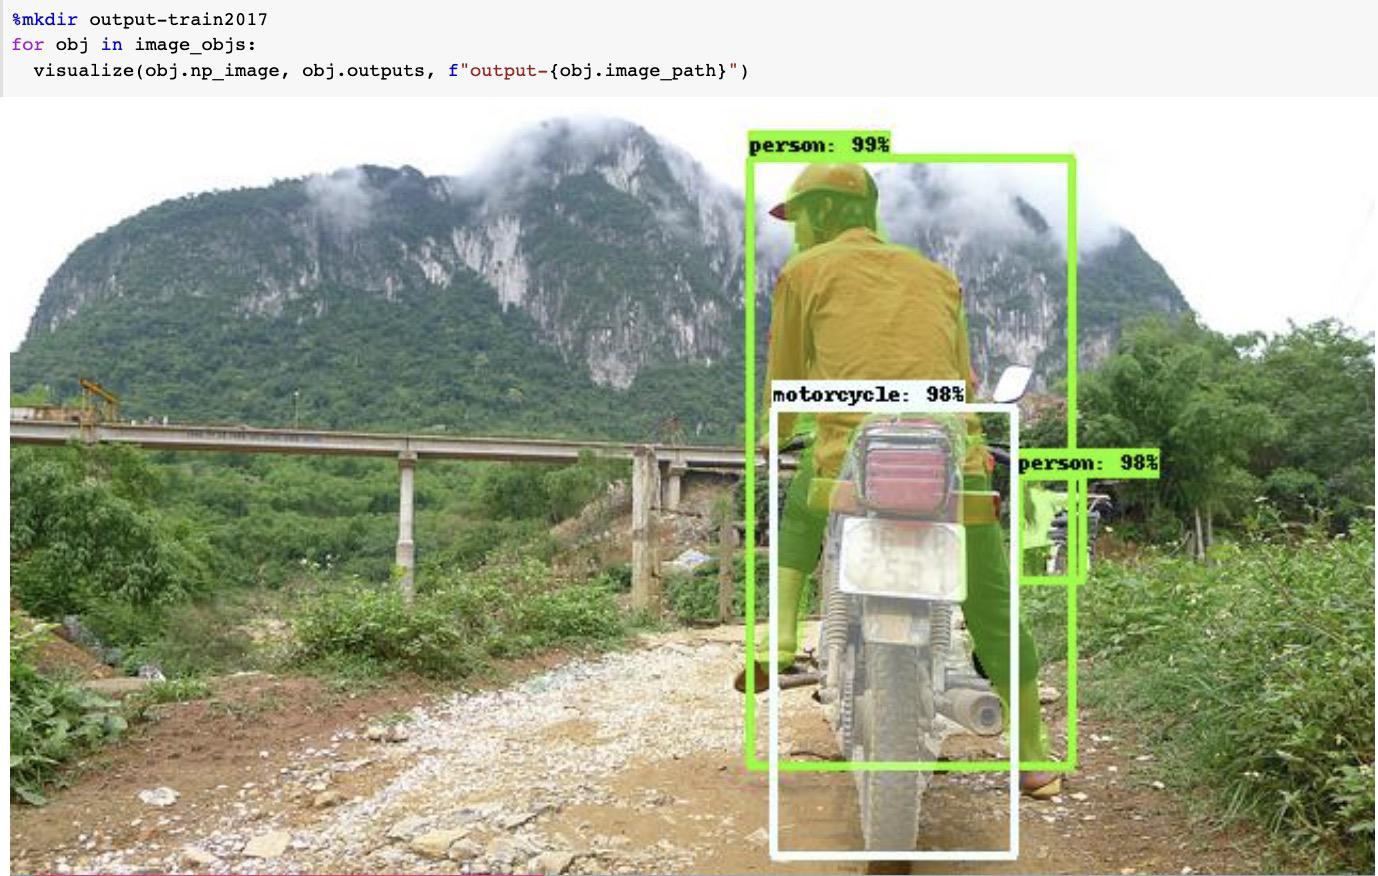 %mkdir output-train2017
for obj in image_objs:
  visualize(obj.np_image, obj.outputs, f"output-{obj.image_path}")
person: 99%
motorcycle: 98%
person: 98%